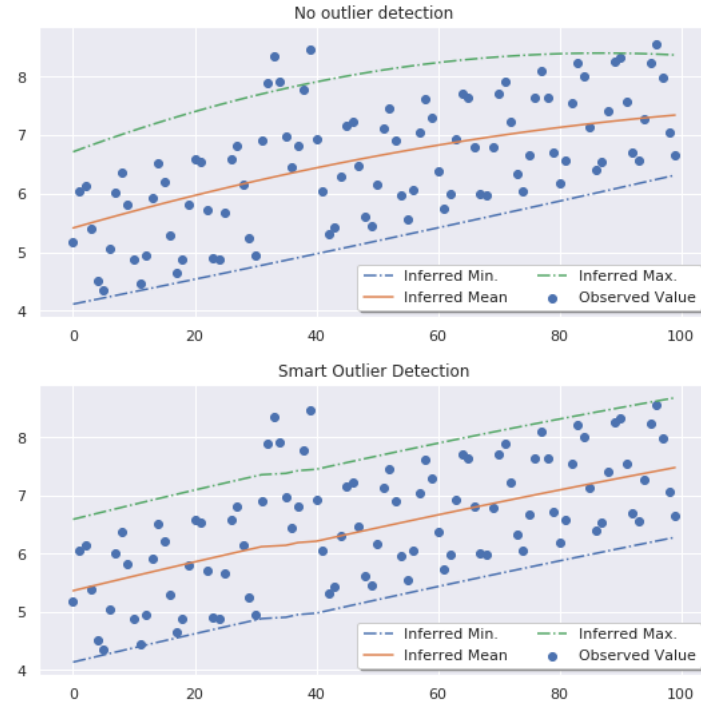 No outlier detection
8
7
6
5
4
Inferred Min. Inferred Max.
Inferred Mean Observed Value
0 20 40 60 80 100
Smart Outlier Detection
8
7
6
5
4
Inferred Min. Inferred Max.
Inferred Mean Observed Value
0 20 40 60 80 100